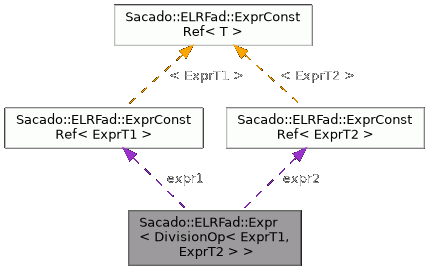 Sacado::ELRFad::ExprConst
Ref< T >
< ExprT1 >
< ExprT2 >
Sacado::ELRFad::ExprConst
Ref< ExprT1 >
Sacado::ELRFad::ExprConst
Ref< ExprT2 >
expr1
expr2
Sacado::ELRFad::Expr
< DivisionOp< ExprT1,
ExprT2 > >